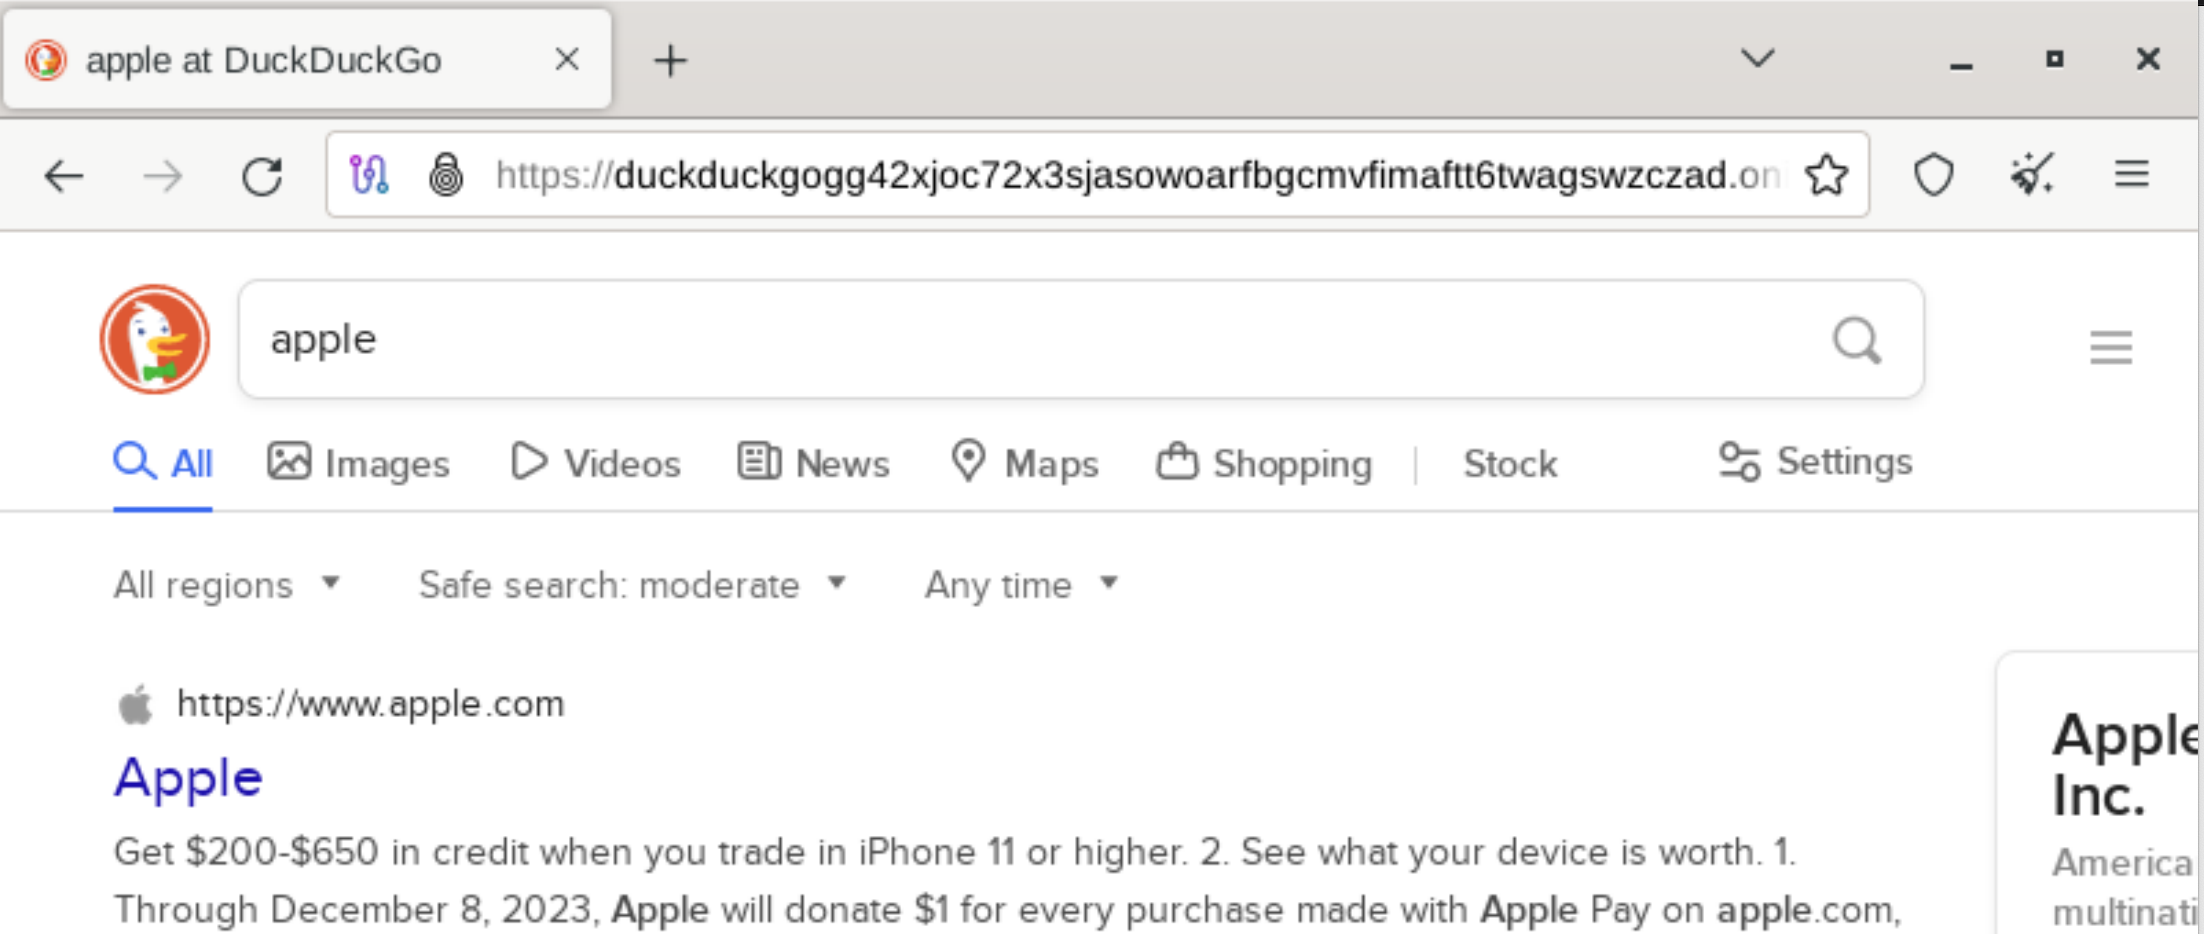 apple at DuckDuckGo
https://duckduckgogg42xjoc72x3sjasowoarfbgcmvfimaftt6twagswzczad.on
apple
All Images Videos News Maps Shopping Stock Settings
All regions Safe search: moderate Any time
https://www.apple.com
Apple
Get $200-$650 in credit when you trade in iPhone 11 or higher. 2. See what your device is worth. 1.
Through December 8, 2023, Apple will donate $1 for every purchase made with Apple Pay on apple.com,
Apple
Inc.
America
multinati